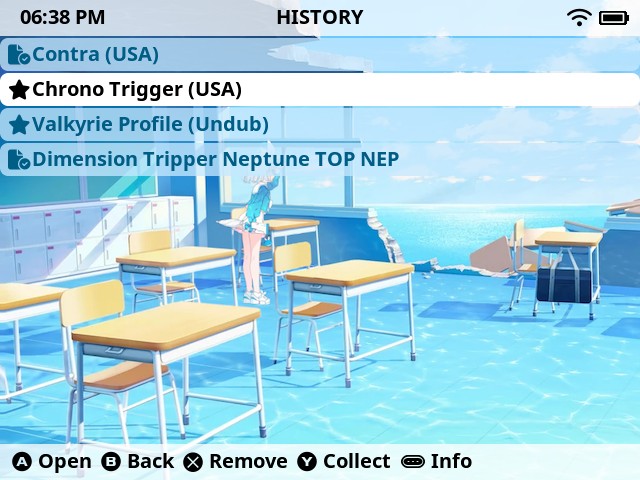 06:38 PM HISTORY
Contra (USA)
Chrono Trigger (USA)
Valkyrie Profile (Undub)
Dimension Tripper Neptune TOP NEP
A Open B Back X Remove Y Collect Info